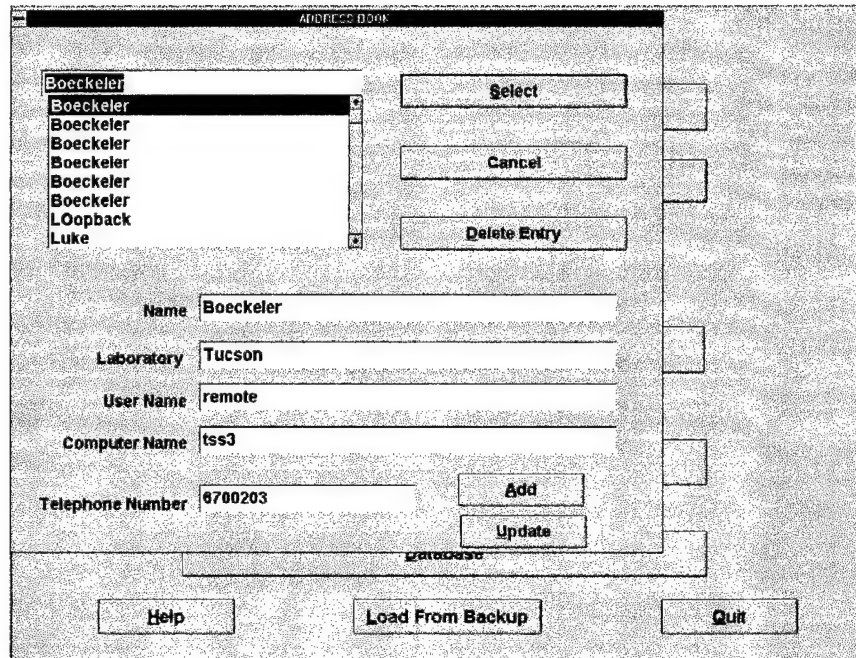 ADDRESS BOOK
Boeckeler
Boeckeler
Boeckeler
Boeckeler
Boeckeler
Boeckeler
Boeckeler
LOopback
Luke
Select
Cancel
Delete Entry
Name Boeckeler
Laboratory Tucson
User Name remote
Computer Name tss3
Telephone Number 6700203
Add
Update
Database
Help Load From Backup Quit